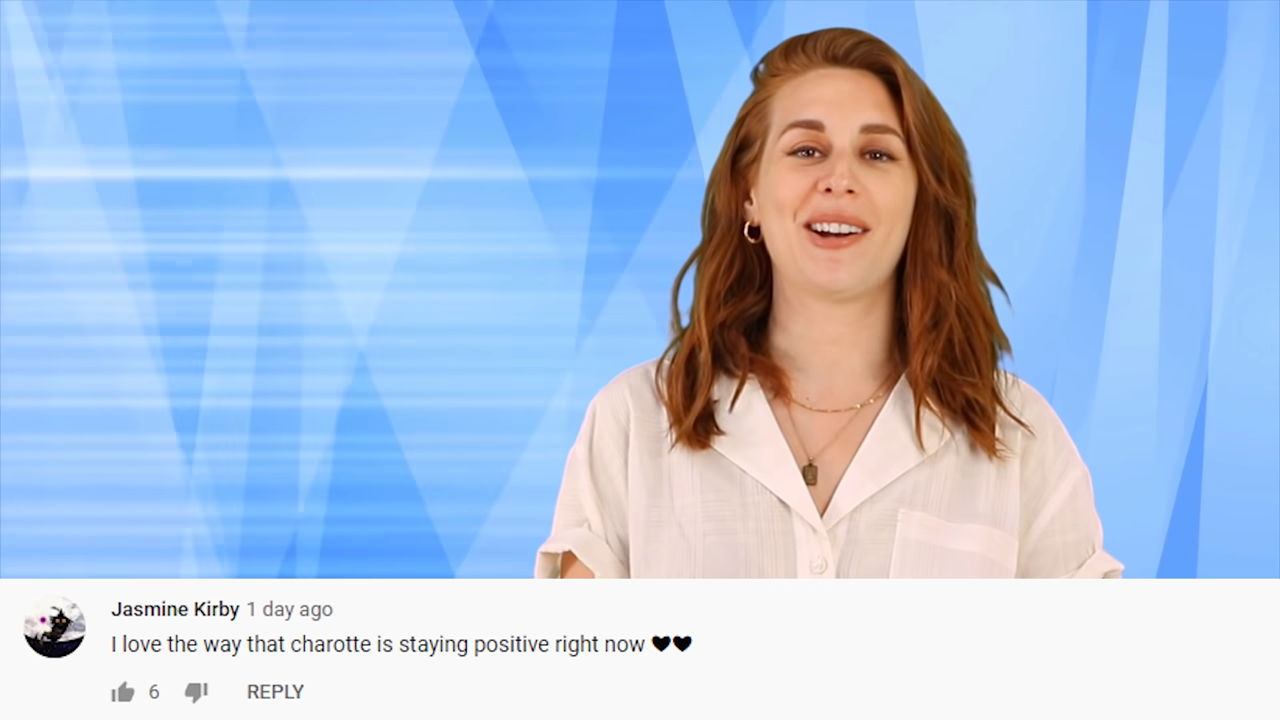 Jasmine Kirby 1 day ago
I love the way that charotte is staying positive right now 🖤🖤
6 REPLY